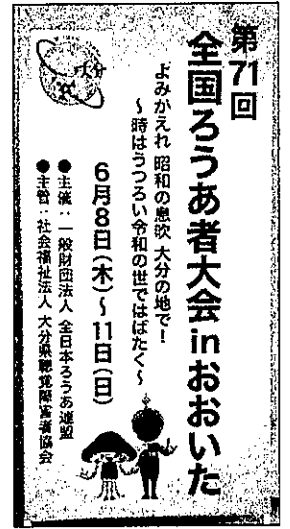 第71回
全国ろうあ者大会inおおいた
よみがえれ 昭和の息吹 大分の地で！
～時はうつろい令和の世ではばたく～
6月8日(木)～11日(日)
●主催：一般財団法人 全日本ろうあ連盟
●主管：社会福祉法人 大分県聴覚障害者協会
大分